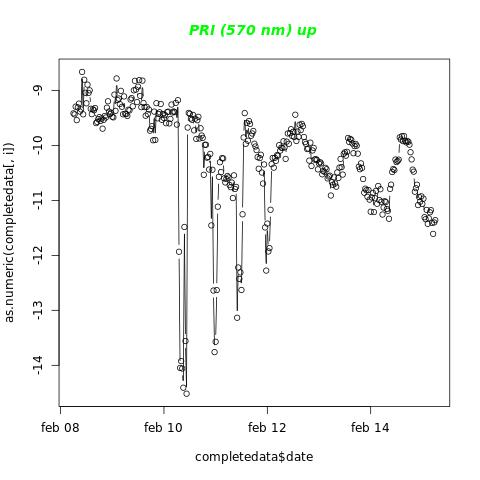 PRI (570 nm) up
as.numeric(completedata[, i])
-9
-10
-11
-12
-13
-14
feb 08 feb 10 feb 12 feb 14
completedata$date